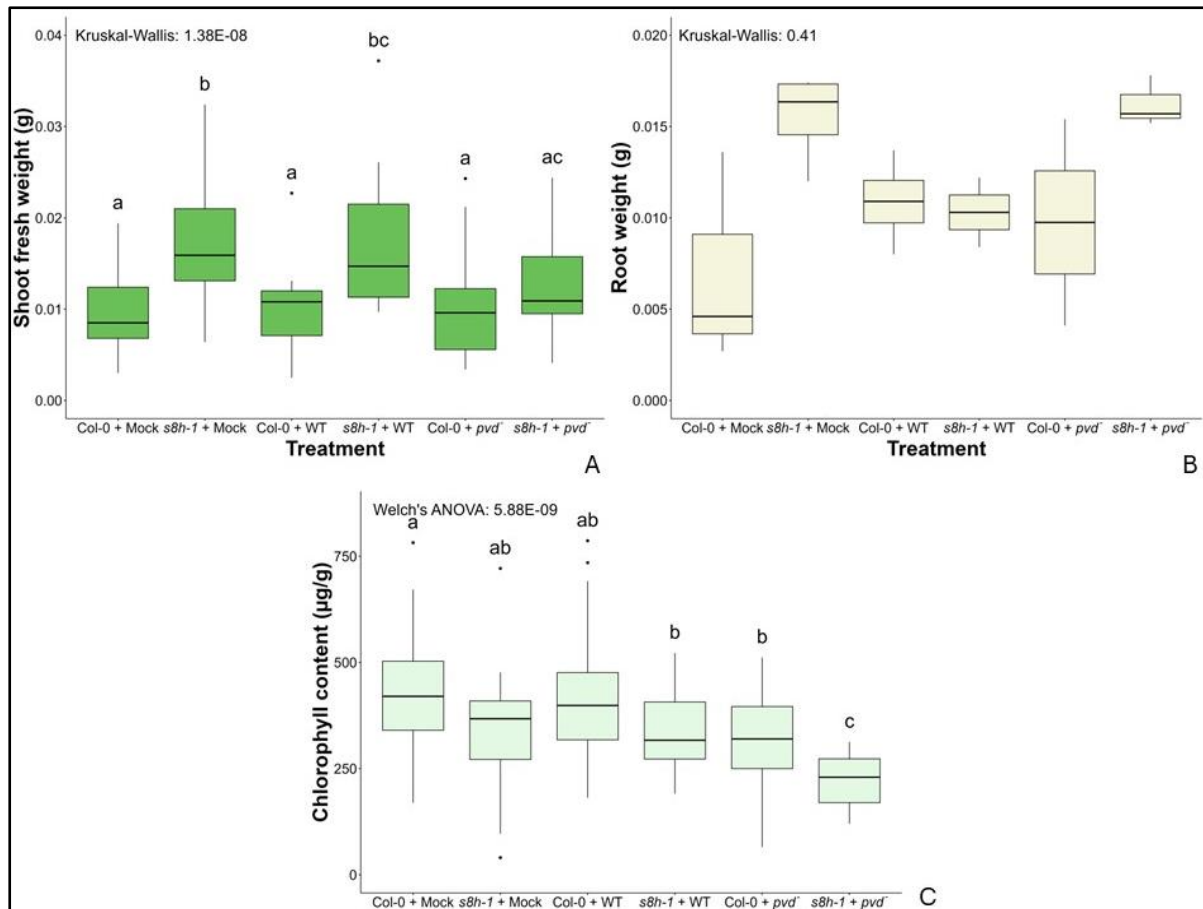 Kruskal-Wallis: 1.38E-08
0.04
0.03
0.02
0.01
0.00
Shoot fresh weight (g)
a
b
a
bc
a
ac
Col-0 + Mock s8h-1 + Mock Col-0 + WT s8h-1 + WT Col-0 + pvd⁻ s8h-1 + pvd⁻
Treatment
A
Kruskal-Wallis: 0.41
0.020
0.015
0.010
0.005
0.000
Root weight (g)
Col-0 + Mock s8h-1 + Mock Col-0 + WT s8h-1 + WT Col-0 + pvd⁻ s8h-1 + pvd⁻
Treatment
B
Welch's ANOVA: 5.88E-09
750
500
250
0
Chlorophyll content (µg/g)
a
ab
ab
b
b
c
Col-0 + Mock s8h-1 + Mock Col-0 + WT s8h-1 + WT Col-0 + pvd⁻ s8h-1 + pvd⁻
C